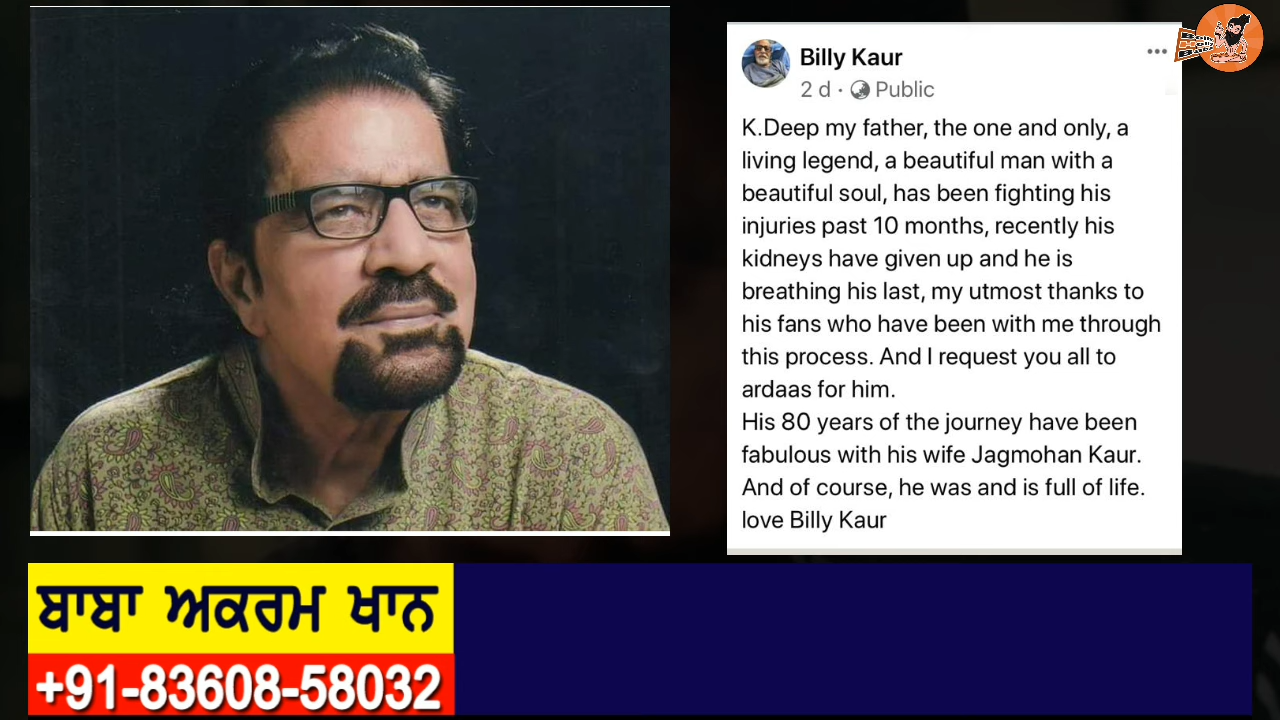 Billy Kaur
2 d · Public
K.Deep my father, the one and only, a
living legend, a beautiful man with a
beautiful soul, has been fighting his
injuries past 10 months, recently his
kidneys have given up and he is
breathing his last, my utmost thanks to
his fans who have been with me through
this process. And I request you all to
ardaas for him.
His 80 years of the journey have been
fabulous with his wife Jagmohan Kaur.
And of course, he was and is full of life.
love Billy Kaur
ਬਾਬਾ ਅਕਰਮ ਖਾਨ
+91-83608-58032